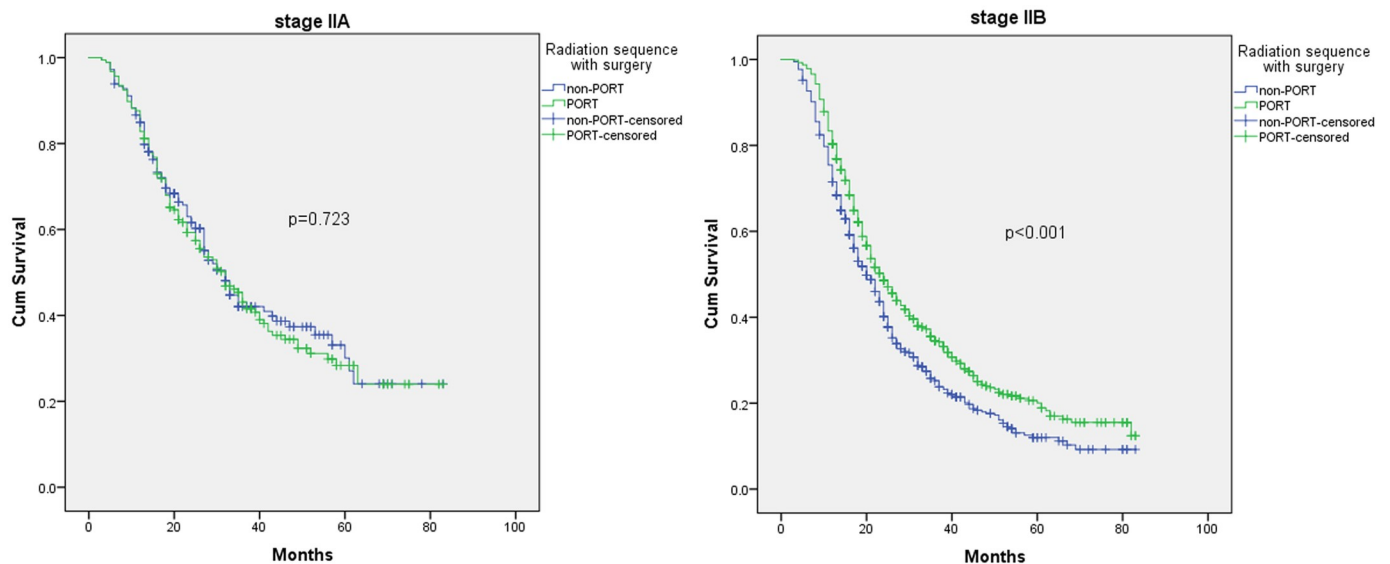 stage IIA
Radiation sequence
with surgery
non-PORT
PORT
non-PORT-censored
PORT-censored
p=0.723
Cum Survival
1.0
0.8
0.6
0.4
0.2
0.0
0 20 40 60 80 100
Months
stage IIB
Radiation sequence
with surgery
non-PORT
PORT
non-PORT-censored
PORT-censored
p<0.001
Cum Survival
1.0
0.8
0.6
0.4
0.2
0.0
0 20 40 60 80 100
Months